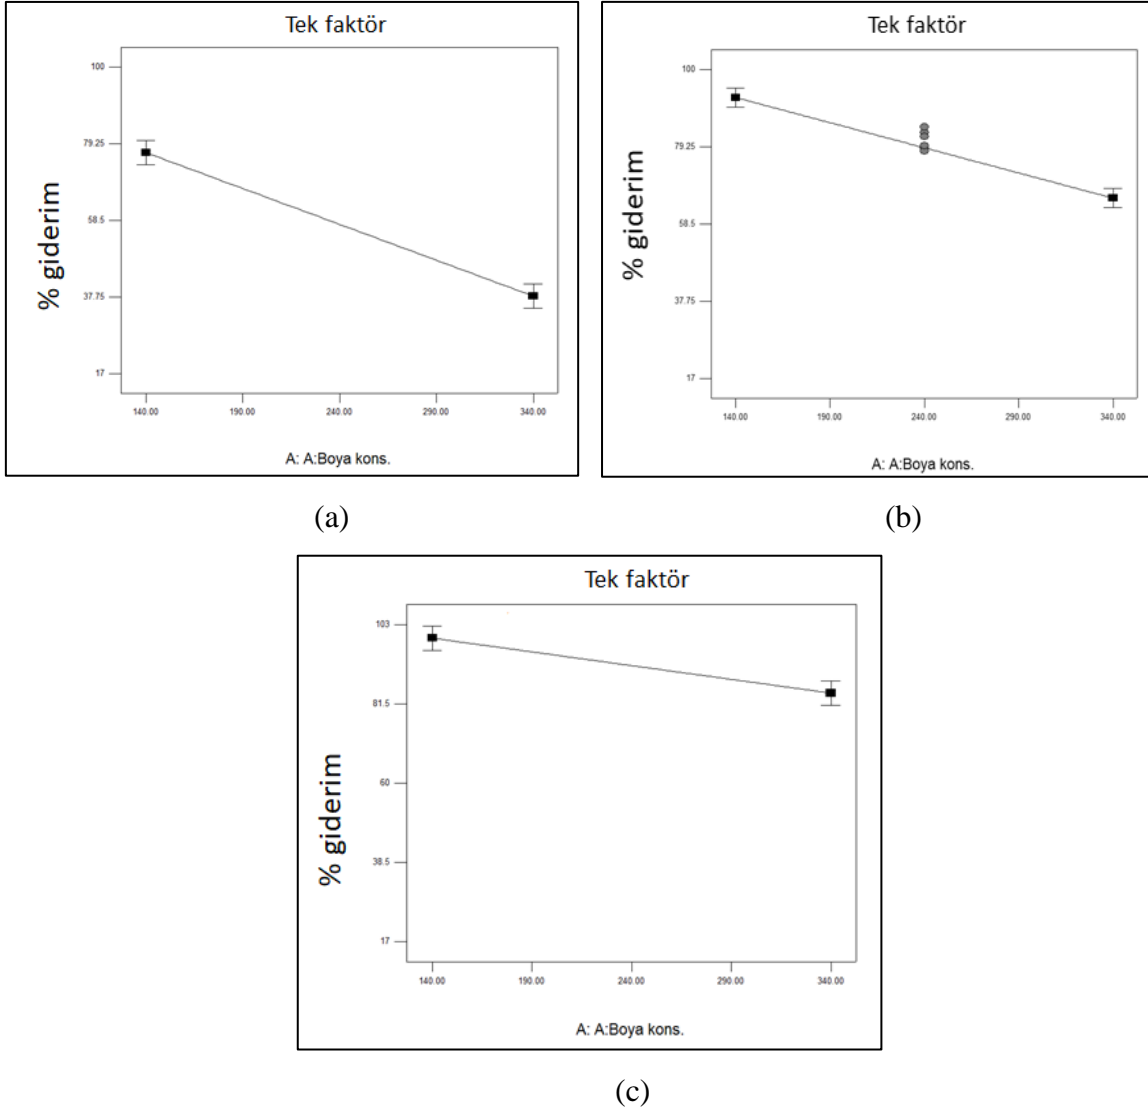 Tek faktör
100
79.25
58.5
37.75
17
% giderim
140.00 190.00 240.00 290.00 340.00
A: A:Boya kons.
(a)
Tek faktör
100
79.25
58.5
37.75
17
% giderim
140.00 190.00 240.00 290.00 340.00
A: A:Boya kons.
(b)
Tek faktör
103
81.5
60
38.5
17
% giderim
140.00 190.00 240.00 290.00 340.00
A: A:Boya kons.
(c)